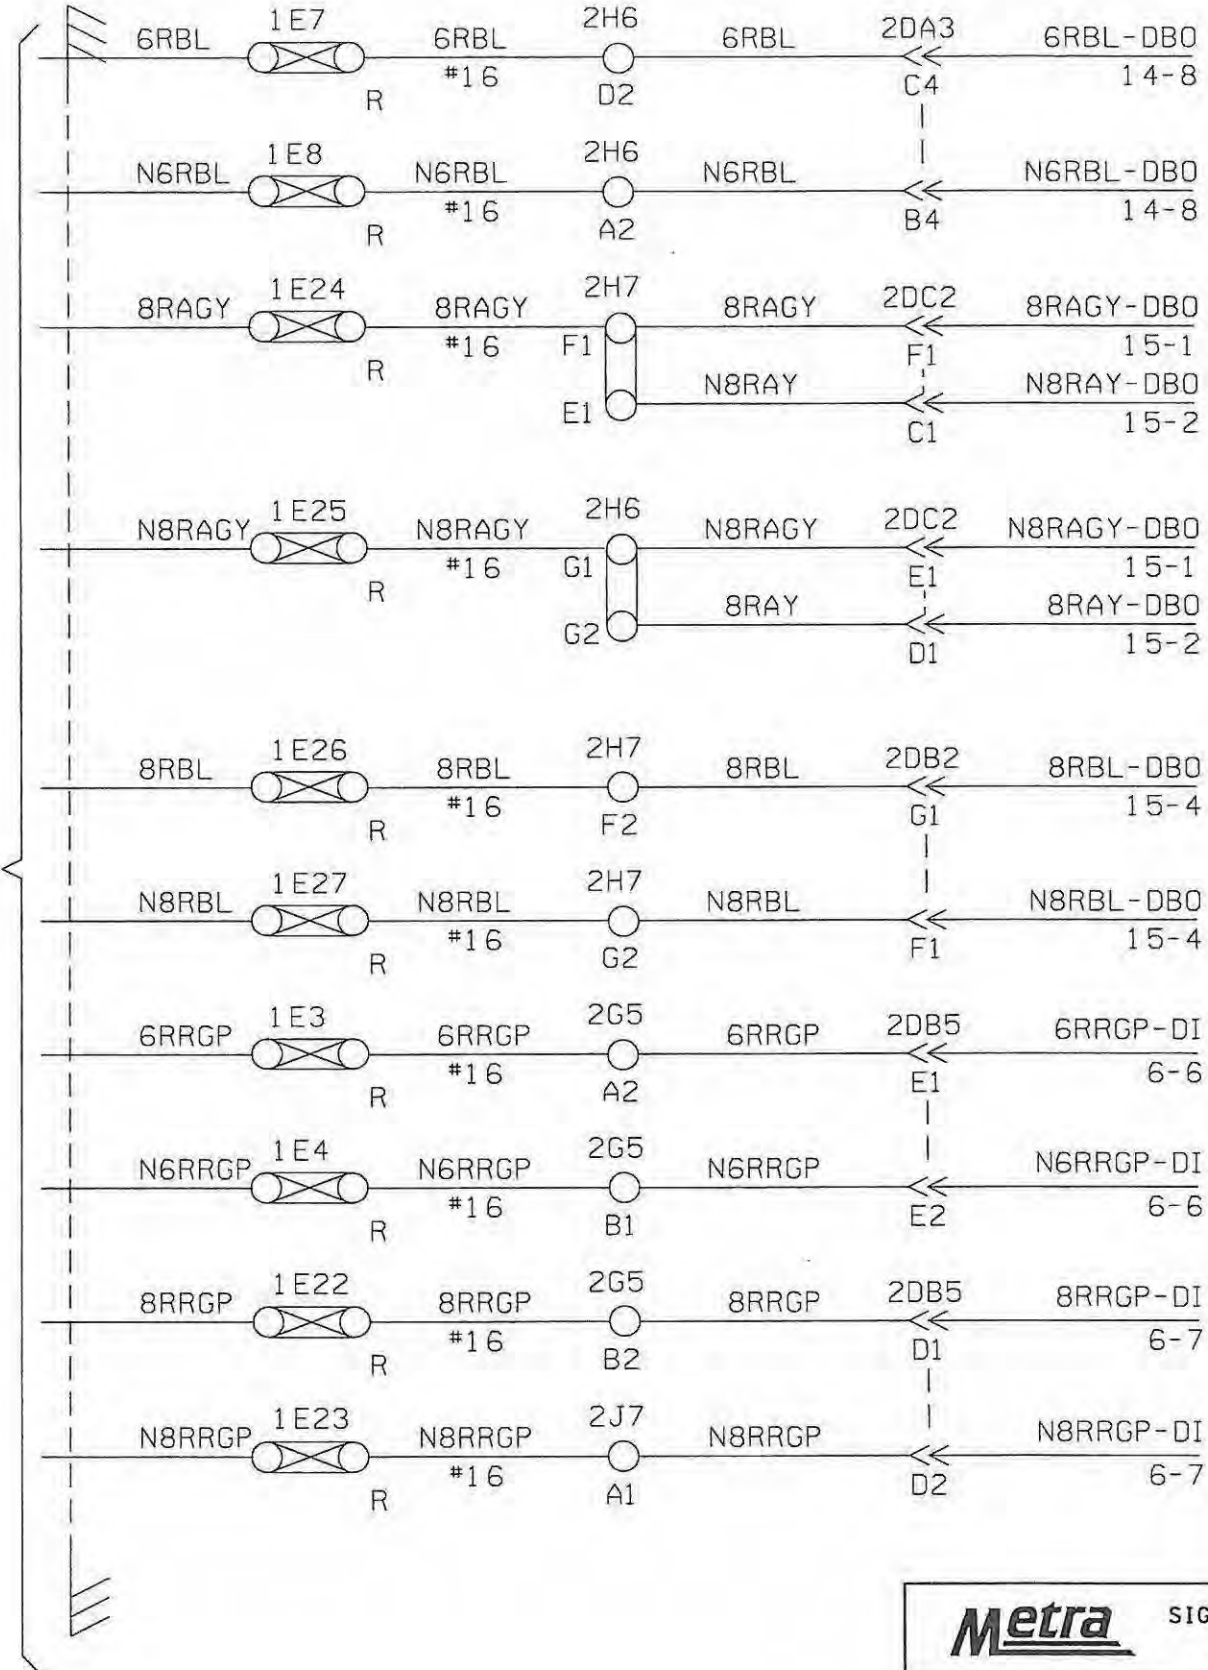 1E7 2H6 2DA3
6RBL 6RBL 6RBL 6RBL-DBO
#16 14-8
R D2 C4
1E8 2H6
N6RBL N6RBL N6RBL N6RBL-DBO
#16 14-8
R A2 B4
1E24 2H7 2DC2
8RAGY 8RAGY 8RAGY 8RAGY-DBO
#16 F1 F1 15-1
R N8RAY N8RAY-DBO
E1 C1 15-2
1E25 2H6 2DC2
N8RAGY N8RAGY N8RAGY N8RAGY-DBO
#16 G1 E1 15-1
R 8RAY 8RAY-DBO
G2 D1 15-2
1E26 2H7 2DB2
8RBL 8RBL 8RBL 8RBL-DBO
#16 15-4
R F2 G1
1E27 2H7
N8RBL N8RBL N8RBL N8RBL-DBO
#16 15-4
R G2 F1
1E3 2G5 2DB5
6RRGP 6RRGP 6RRGP 6RRGP-DI
#16 6-6
R A2 E1
1E4 2G5
N6RRGP N6RRGP N6RRGP N6RRGP-DI
#16 6-6
R B1 E2
1E22 2G5 2DB5
8RRGP 8RRGP 8RRGP 8RRGP-DI
#16 6-7
R B2 D1
1E23 2J7
N8RRGP N8RRGP N8RRGP N8RRGP-DI
#16 6-7
R A1 D2
Metra SIG